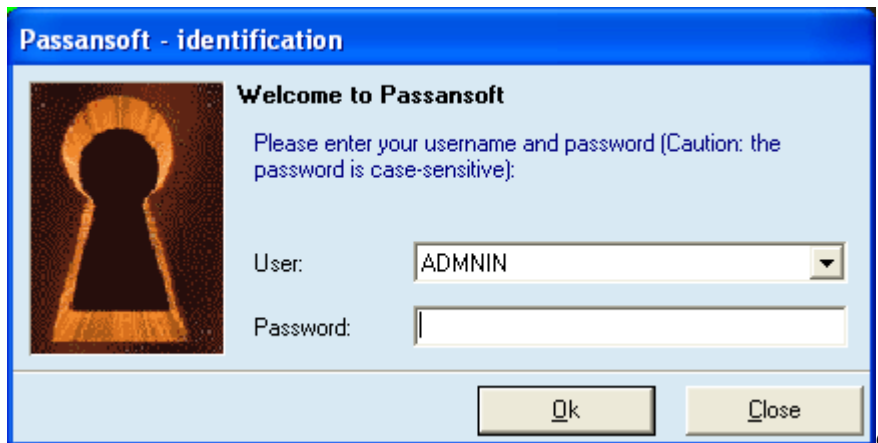 Passansoft - identification
Welcome to Passansoft
Please enter your username and password (Caution: the
password is case-sensitive):
User: ADMNIN
Password:
Ok Close